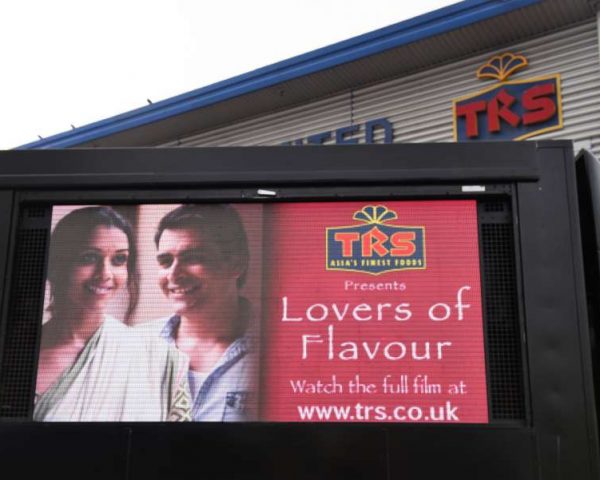 TRS
TRS
ASIA'S FINEST FOODS
Presents
Lovers of
Flavour
Watch the full film at
www.trs.co.uk